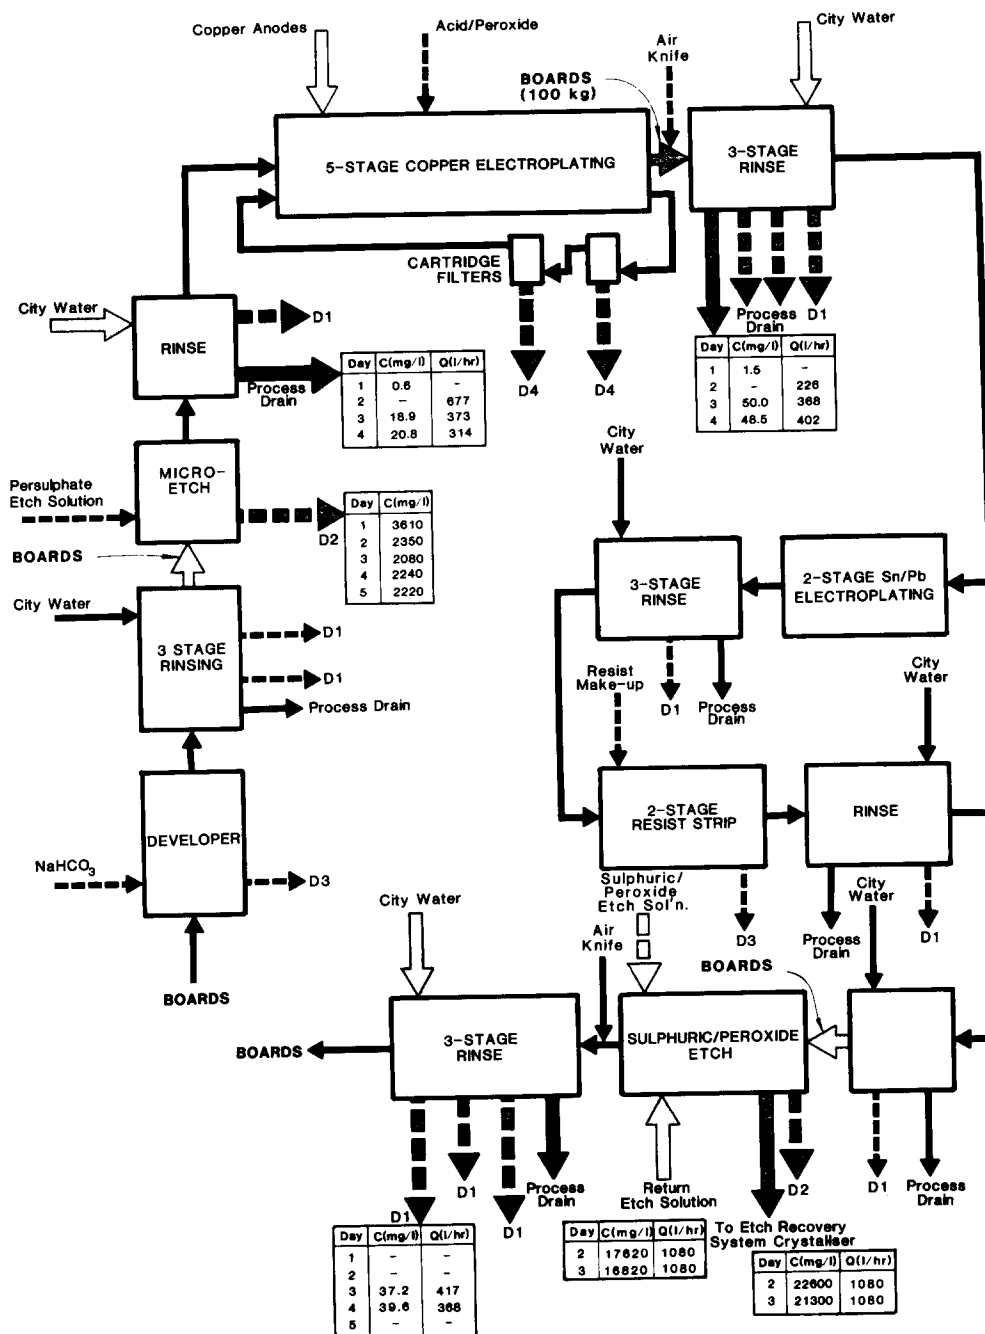 Copper Anodes
Acid/Peroxide
Air
Knife
City Water
BOARDS
(100 kg)
5-STAGE COPPER ELECTROPLATING
3-STAGE
RINSE
CARTRIDGE
FILTERS
D4
D4
Process
Drain
D1
Day C(mg/l) Q(l/hr)
1 1.5 -
2 - 226
3 50.0 368
4 48.5 402
City Water
RINSE
D1
Process
Drain
Day C(mg/l) Q(l/hr)
1 0.6 -
2 - 677
3 18.9 373
4 20.8 314
MICRO-
ETCH
Persulphate
Etch Solution
D2
Day C(mg/l)
1 3610
2 2350
3 2080
4 2240
5 2220
BOARDS
City Water
3 STAGE
RINSING
D1
D1
Process Drain
DEVELOPER
NaHCO3
D3
BOARDS
City
Water
3-STAGE
RINSE
2-STAGE Sn/Pb
ELECTROPLATING
D1
Process
Drain
Resist
Make-up
City
Water
2-STAGE
RESIST STRIP
RINSE
D3
Process
Drain
D1
City
Water
Sulphuric/
Peroxide
Etch Sol'n.
City Water
Air
Knife
BOARDS
BOARDS
3-STAGE
RINSE
SULPHURIC/PEROXIDE
ETCH
D1
D1
D1
Process
Drain
Return
Etch Solution
D2
D1
Process
Drain
To Etch Recovery
System Crystalliser
Day C(mg/l) Q(l/hr)
1 - -
2 - -
3 37.2 417
4 39.6 368
5 - -
Day C(mg/l) Q(l/hr)
2 17620 1080
3 16820 1080
Day C(mg/l) Q(l/hr)
2 22600 1080
3 21300 1080